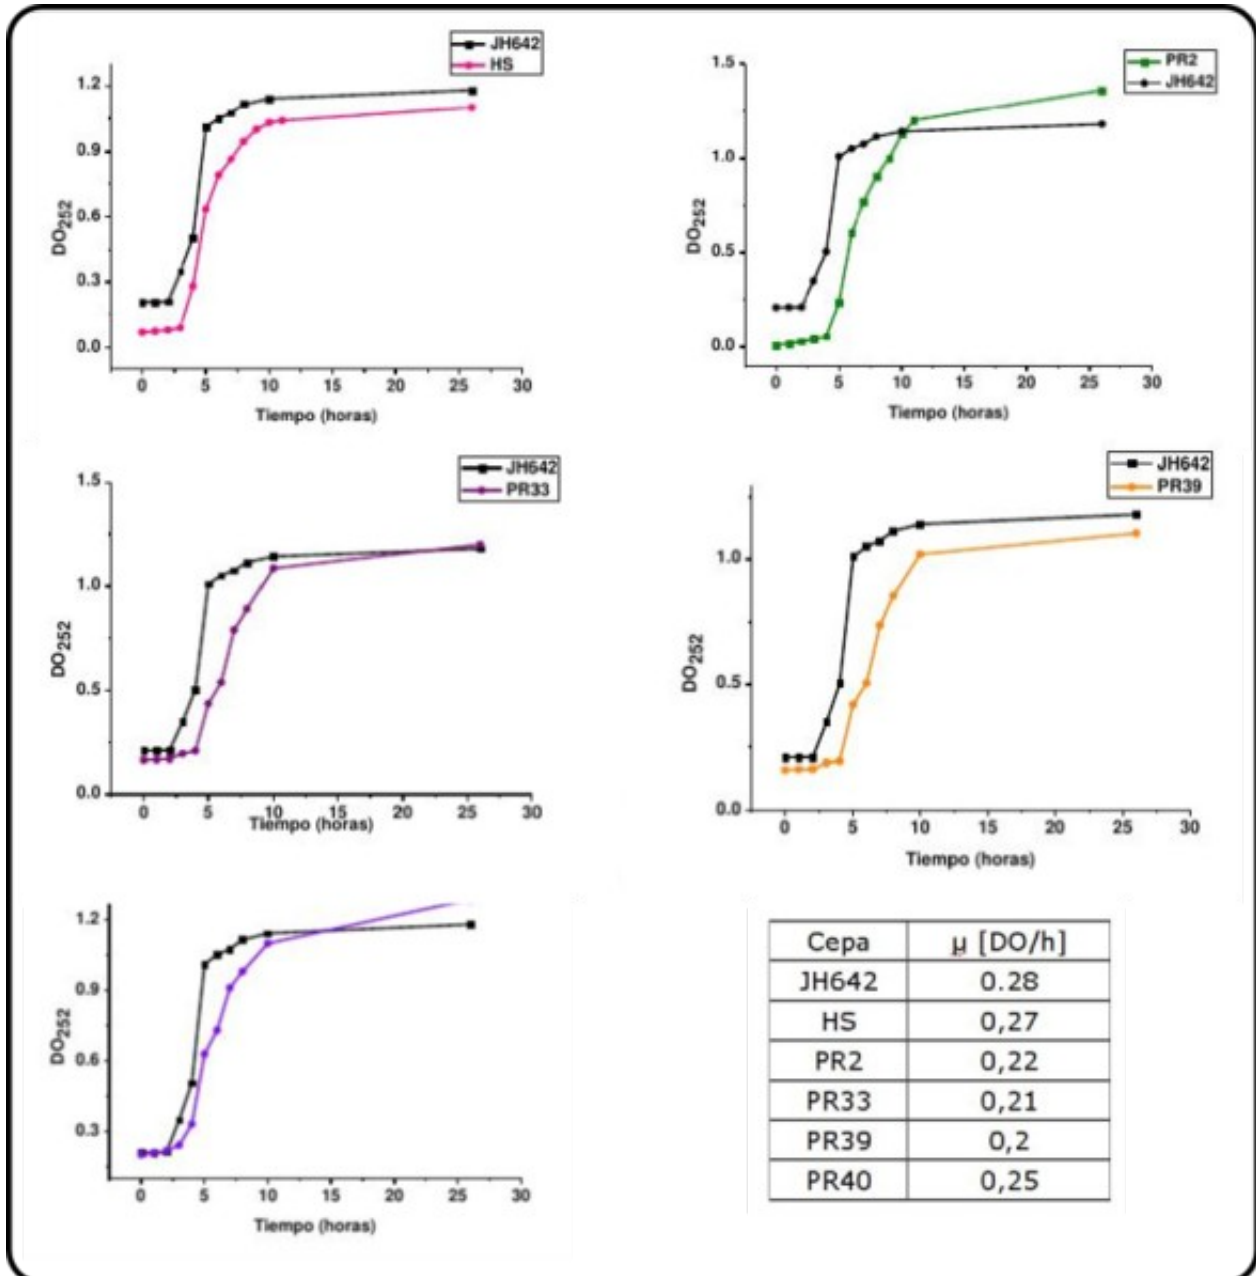 JH642
HS
1.2
0.9
0.6
0.3
0.0
DO252
0 5 10 15 20 25 30
Tiempo (horas)
PR2
JH642
1.5
1.0
0.5
0.0
DO252
0 5 10 15 20 25 30
Tiempo (horas)
JH642
PR33
1.5
1.0
0.5
0.0
DO252
0 5 10 15 20 25 30
Tiempo (horas)
JH642
PR39
1.0
0.5
0.0
DO252
0 5 10 15 20 25 30
Tiempo (horas)
1.2
0.9
0.6
0.3
DO252
0 5 10 15 20 25 30
Tiempo (horas)
Cepa µ [DO/h]
JH642 0.28
HS 0,27
PR2 0,22
PR33 0,21
PR39 0,2
PR40 0,25